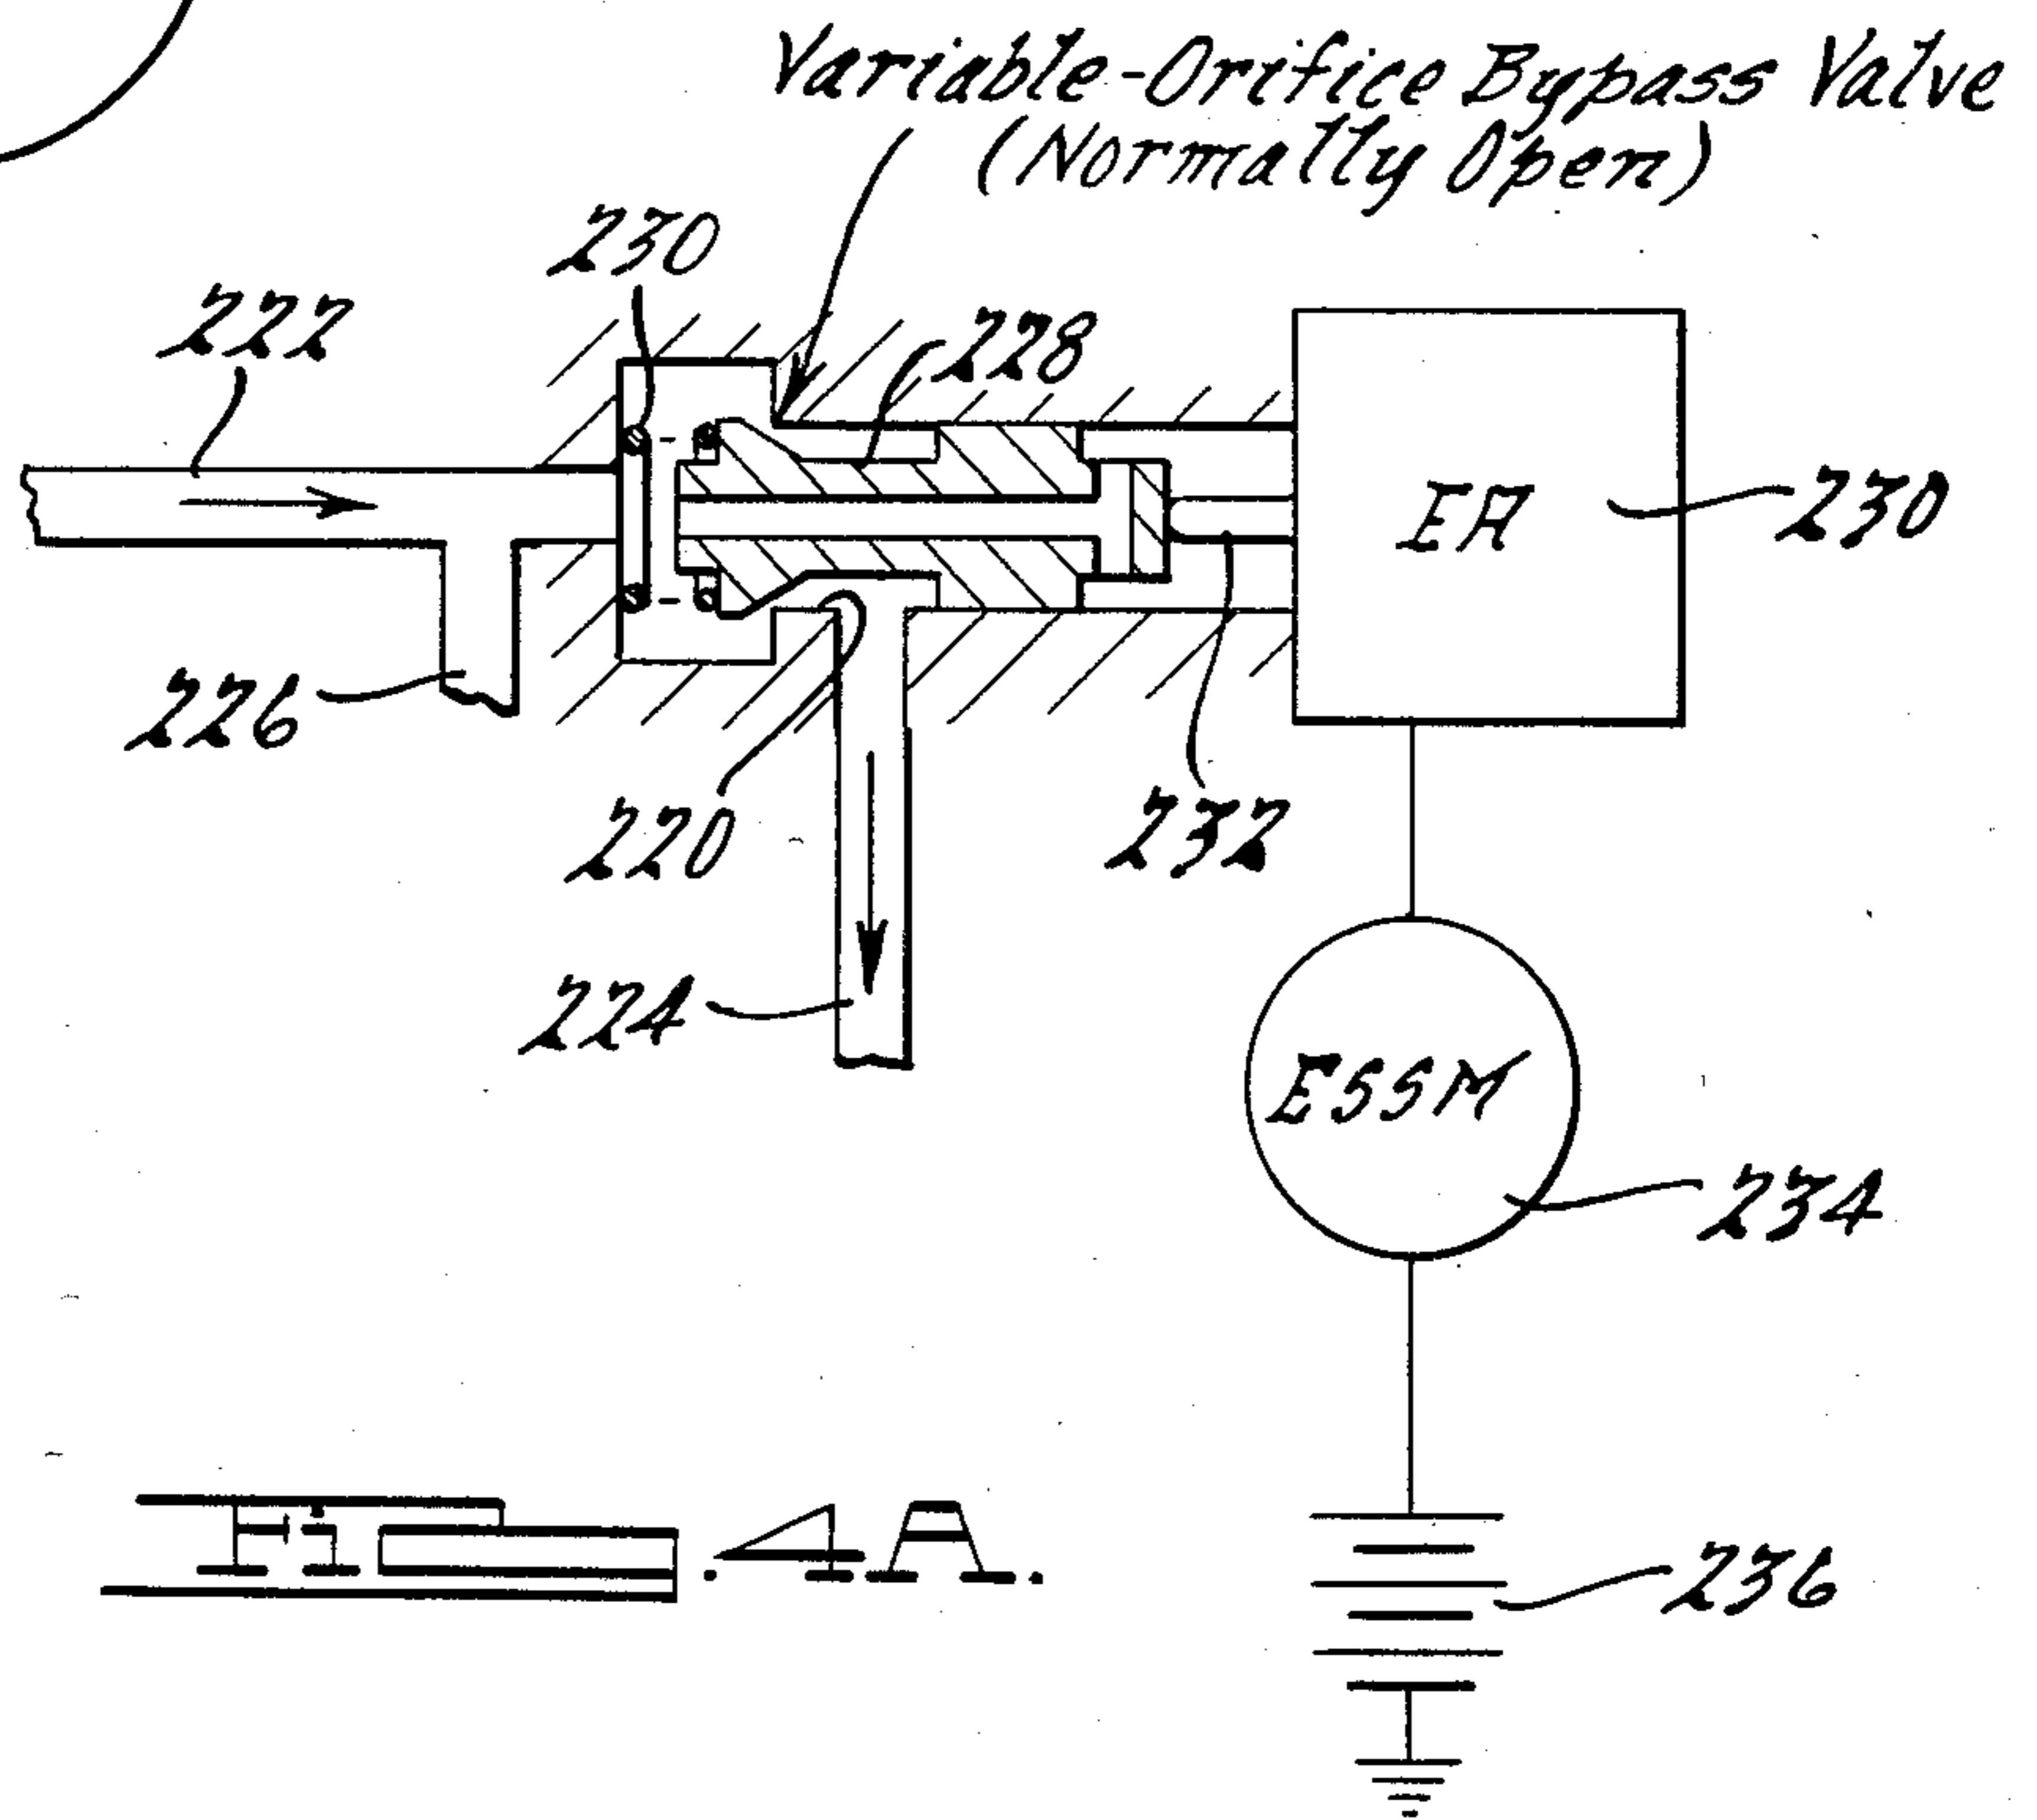 Variable-Orifice Bypass Valve
(Normally Open)
230
222
228
EA
230
226
220
232
224
ESSM
234
236
Fig. 4A.